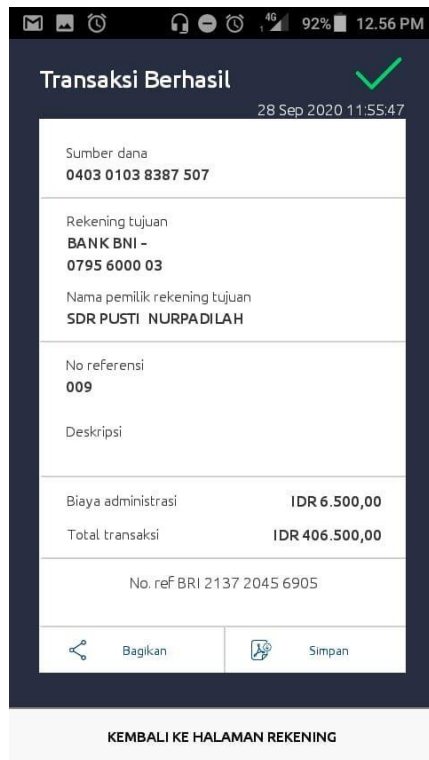 4G 92% 12.56 PM
Transaksi Berhasil
28 Sep 2020 11:55:47
Sumber dana
0403 0103 8387 507
Rekening tujuan
BANK BNI -
0795 6000 03
Nama pemilik rekening tujuan
SDR PUSTI NURPADILAH
No referensi
009
Deskripsi
Biaya administrasi IDR 6.500,00
Total transaksi IDR 406.500,00
No. ref BRI 2137 2045 6905
Bagikan Simpan
KEMBALI KE HALAMAN REKENING